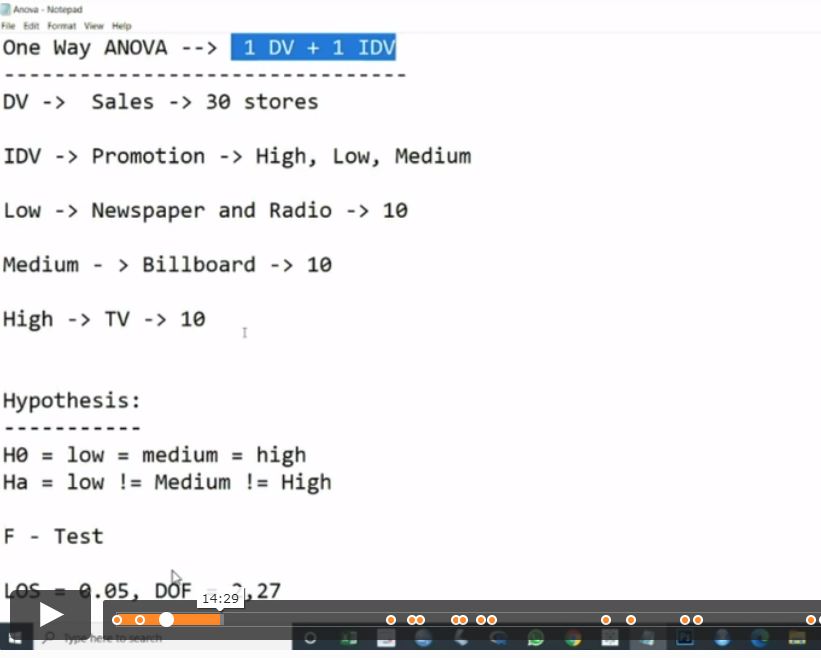 Anova - Notepad
File Edit Format View Help
One Way ANOVA --> 1 DV + 1 IDV
--------------------------------
DV -> Sales -> 30 stores
IDV -> Promotion -> High, Low, Medium
Low -> Newspaper and Radio -> 10
Medium - > Billboard -> 10
High -> TV -> 10
Hypothesis:
-----------
H0 = low = medium = high
Ha = low != Medium != High
F - Test
LOS = 0.05, DOF = ,27
14:29
Type here to search